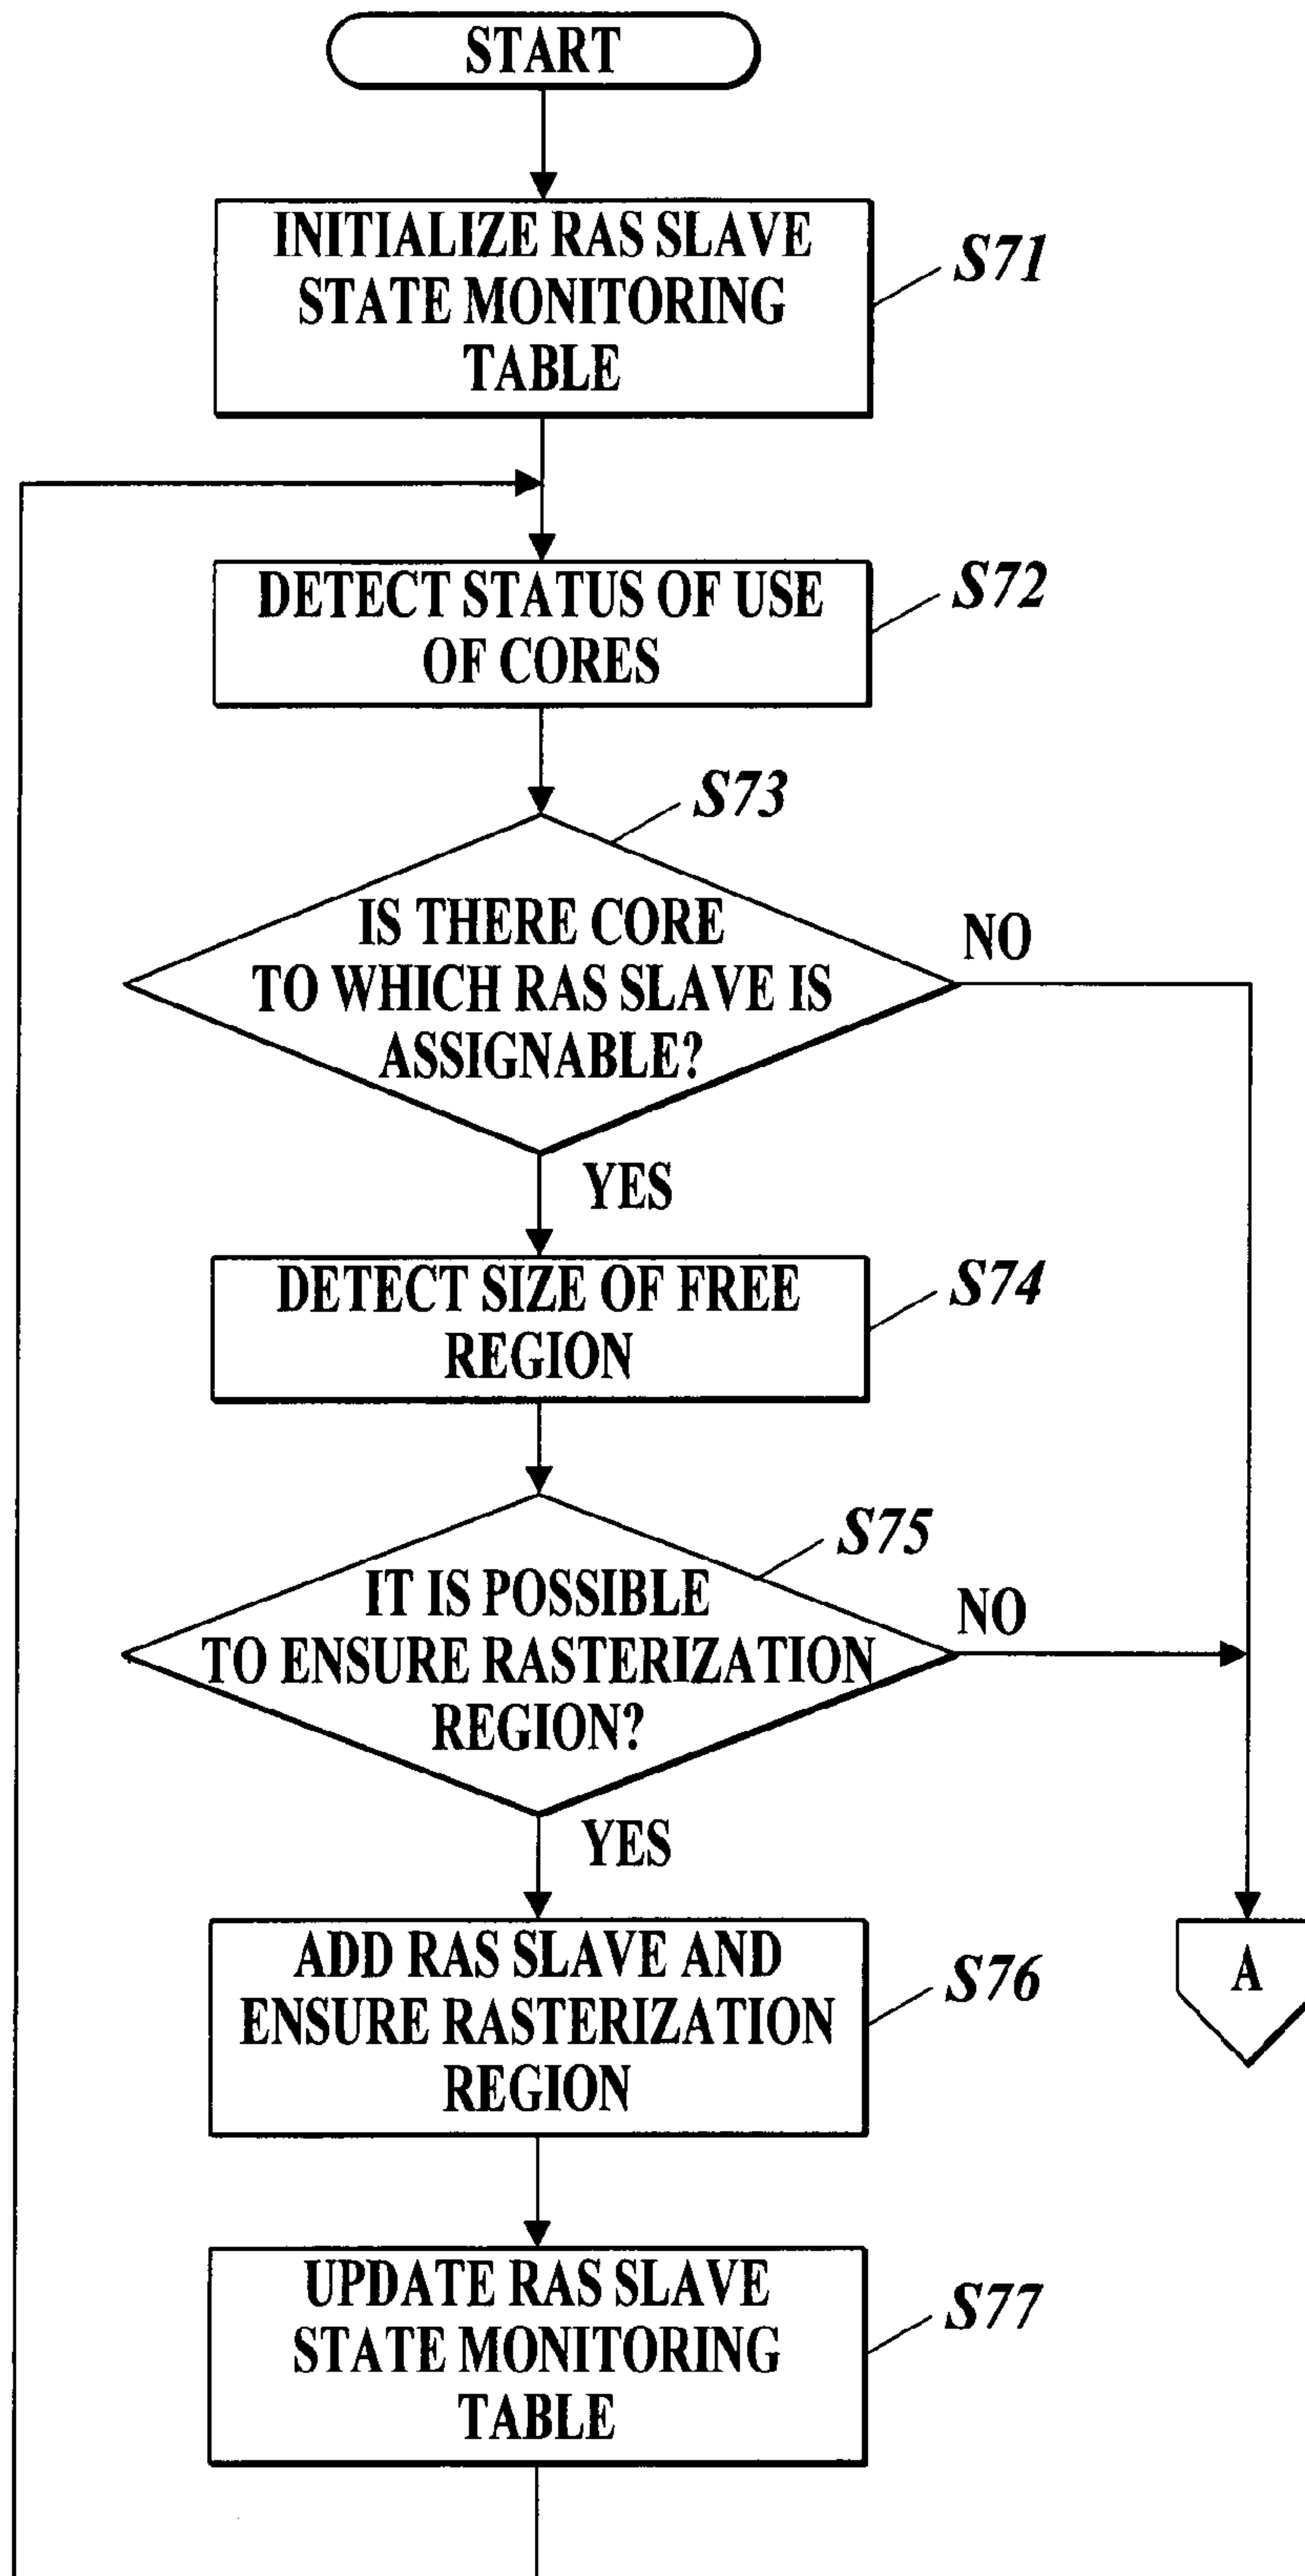 START
INITIALIZE RAS SLAVE
STATE MONITORING
TABLE
S71
DETECT STATUS OF USE
OF CORES
S72
S73
IS THERE CORE
TO WHICH RAS SLAVE IS
ASSIGNABLE?
NO
YES
DETECT SIZE OF FREE
REGION
S74
S75
IT IS POSSIBLE
TO ENSURE RASTERIZATION
REGION?
NO
YES
ADD RAS SLAVE AND
ENSURE RASTERIZATION
REGION
S76
A
UPDATE RAS SLAVE
STATE MONITORING
TABLE
S77